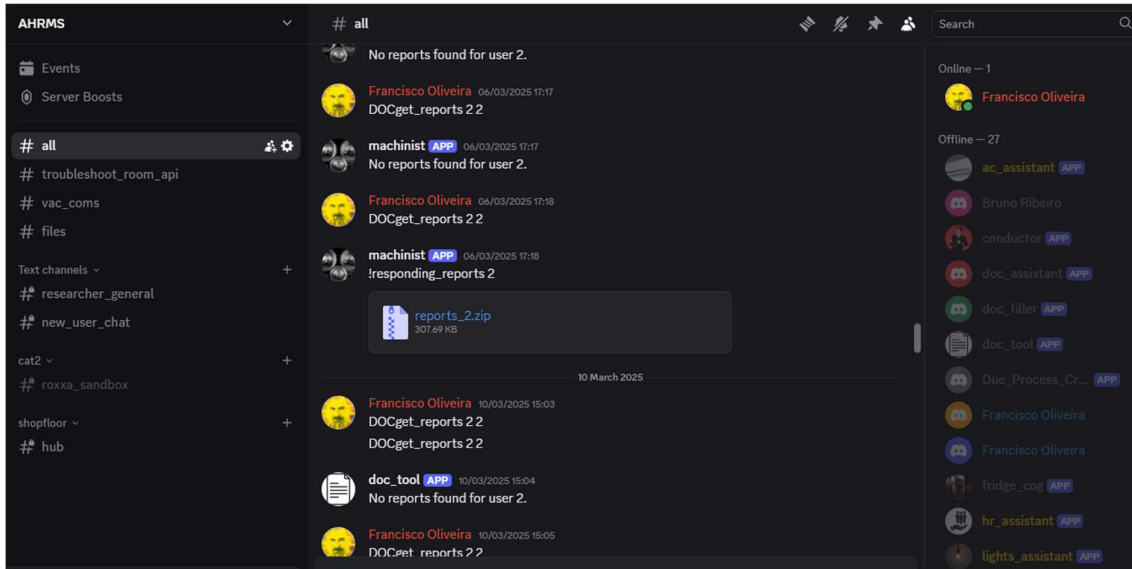 AHRMS
Events
Server Boosts
# all
# troubleshoot_room_api
# vac_coms
# files
Text channels
# researcher_general
# new_user_chat
cat2
# roxxa_sandbox
shopfloor
# hub
# all
No reports found for user 2.
Francisco Oliveira 06/03/2025 17:17
DOCget_reports 2 2
machinist APP 06/03/2025 17:17
No reports found for user 2.
Francisco Oliveira 06/03/2025 17:18
DOCget_reports 2 2
machinist APP 06/03/2025 17:18
!responding_reports 2
reports_2.zip
307.69 KB
10 March 2025
Francisco Oliveira 10/03/2025 15:03
DOCget_reports 2 2
DOCget_reports 2 2
doc_tool APP 10/03/2025 15:04
No reports found for user 2.
Francisco Oliveira 10/03/2025 15:05
DOCget_reports 2 2
Search
Online — 1
Francisco Oliveira
Offline — 27
ac_assistant APP
Bruno Ribeiro
conductor APP
doc_assistant APP
doc_filler APP
doc_tool APP
Due_Process_Cr... APP
Francisco Oliveira
Francisco Oliveira
fridge_cog APP
hr_assistant APP
lights_assistant APP